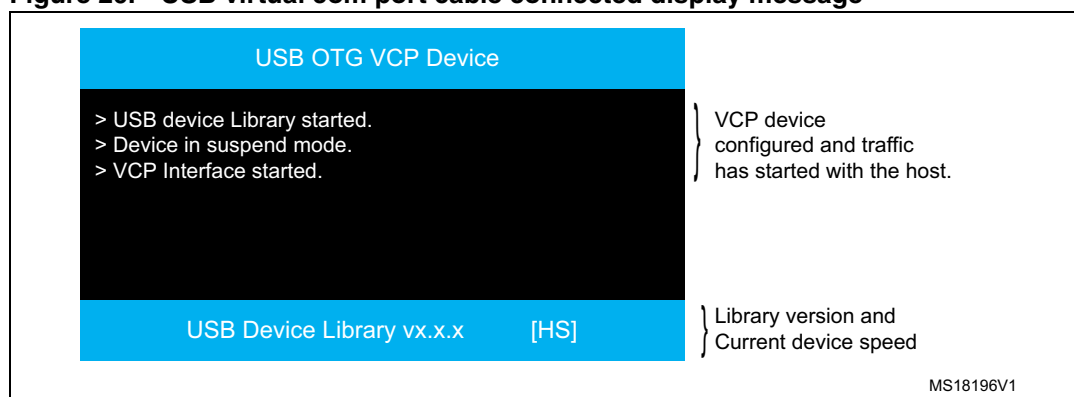 Figure USB virtual com port cable connected display message
USB OTG VCP Device
> USB device Library started.
> Device in suspend mode.
> VCP Interface started.
VCP device
configured and traffic
has started with the host.
USB Device Library vx.x.x [HS]
Library version and
Current device speed
MS18196V1